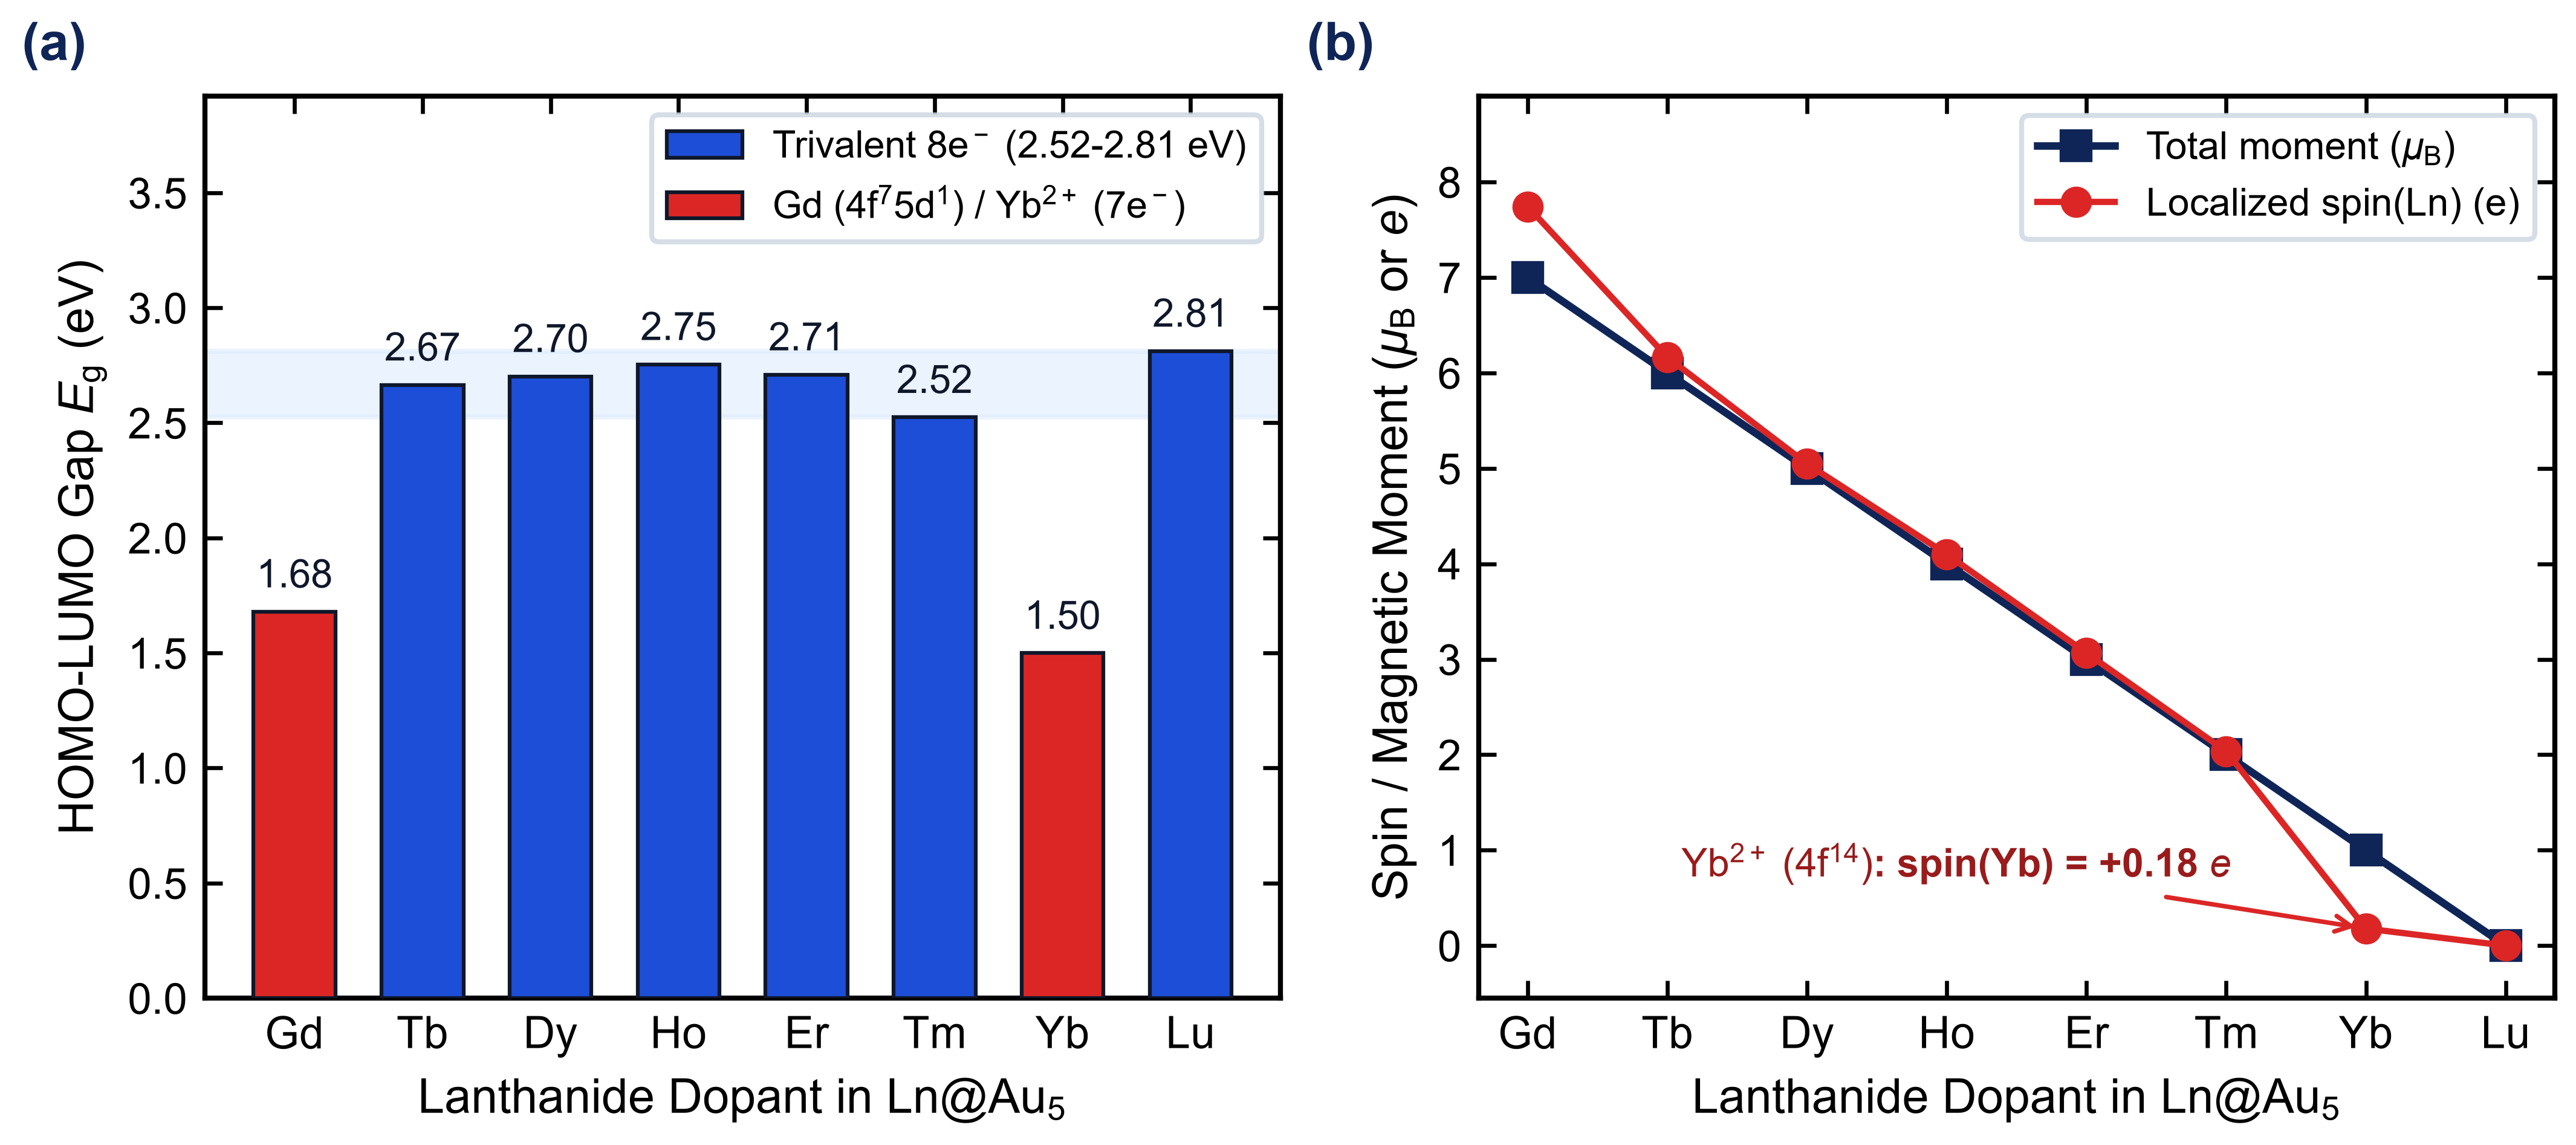 (a)
Trivalent 8e⁻ (2.52-2.81 eV)
Gd (4f⁷5d¹) / Yb²⁺ (7e⁻)
HOMO-LUMO Gap E_g (eV)
3.5
3.0
2.5
2.0
1.5
1.0
0.5
0.0
1.68
2.67
2.70
2.75
2.71
2.52
1.50
2.81
Gd Tb Dy Ho Er Tm Yb Lu
Lanthanide Dopant in Ln@Au₅
(b)
Total moment (μ_B)
Localized spin(Ln) (e)
Spin / Magnetic Moment (μ_B or e)
8
7
6
5
4
3
2
1
0
Yb²⁺ (4f¹⁴): spin(Yb) = +0.18 e
Gd Tb Dy Ho Er Tm Yb Lu
Lanthanide Dopant in Ln@Au₅